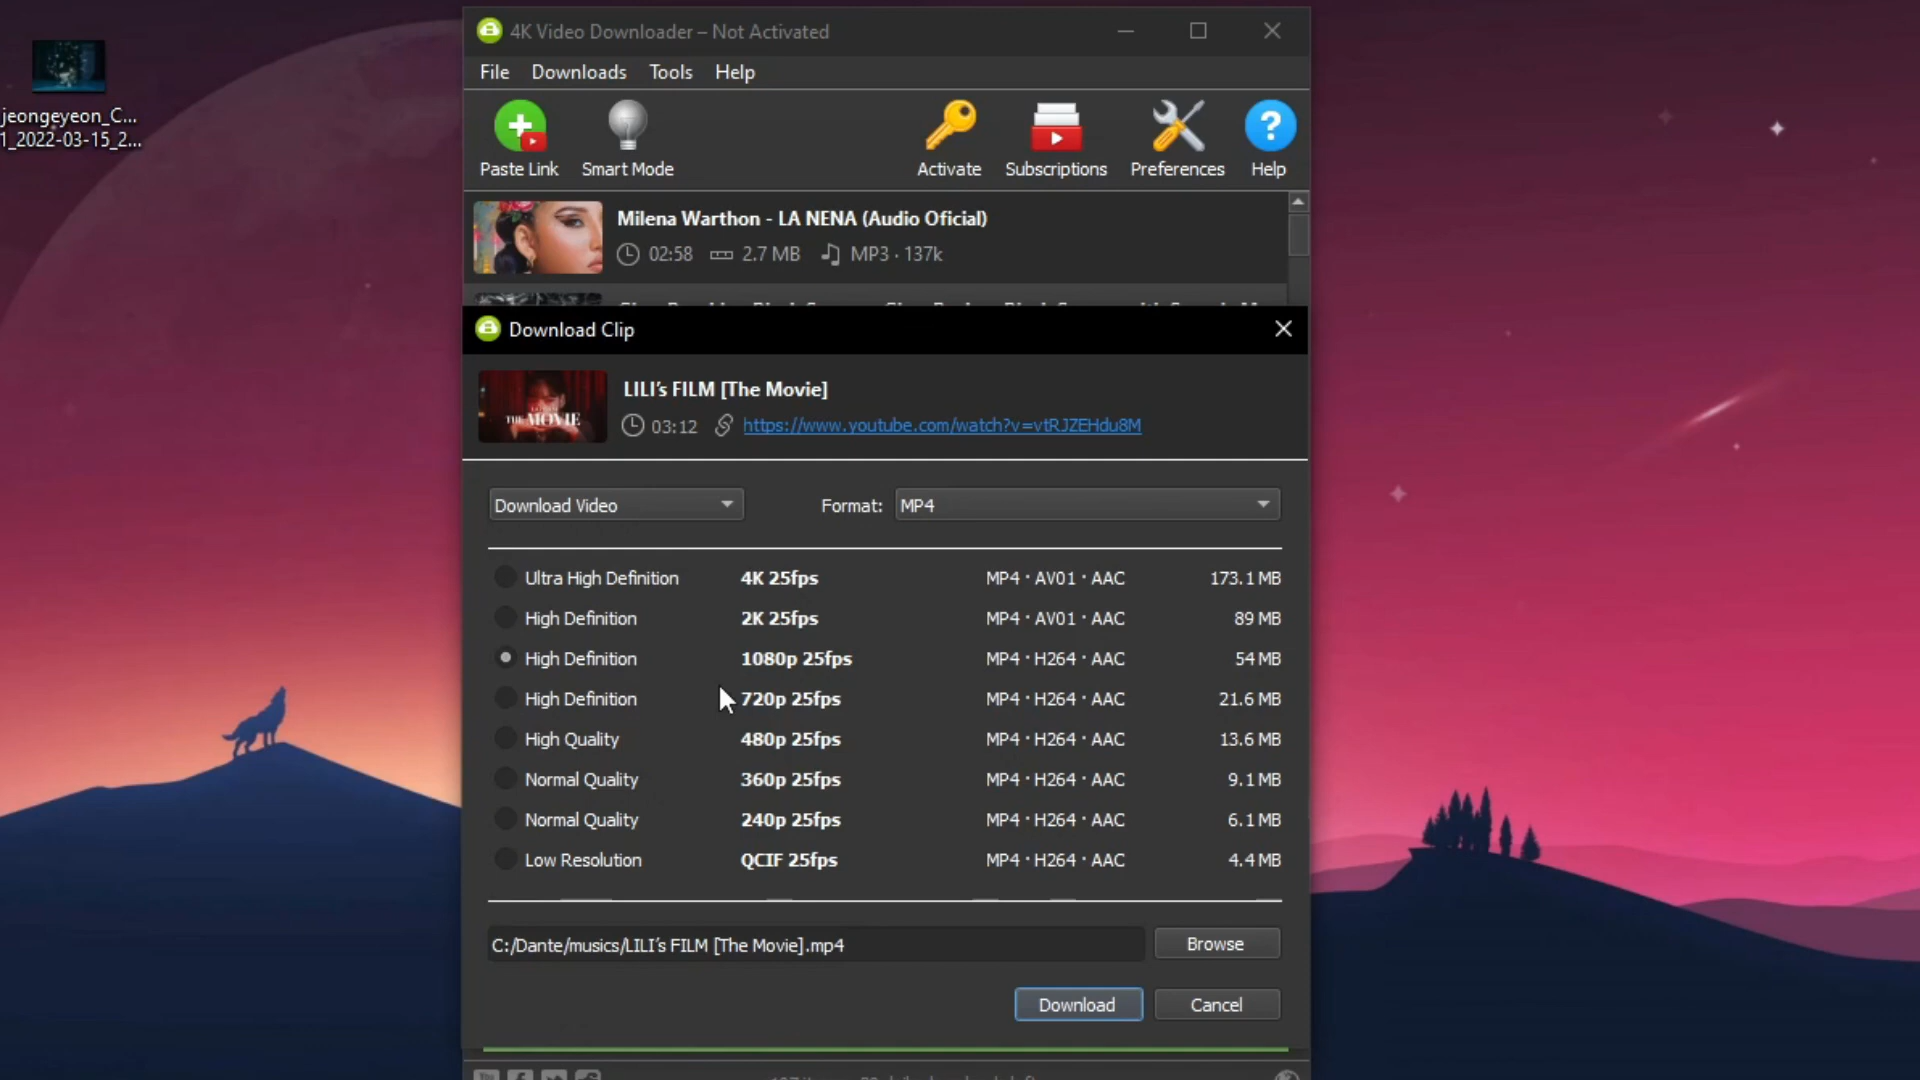 jeongeyeon_C...
1_2022-03-15_2...
4K Video Downloader – Not Activated
File Downloads Tools Help
Paste Link Smart Mode Activate Subscriptions Preferences Help
Milena Warthon - LA NENA (Audio Oficial)
02:58 2.7 MB MP3 · 137k
Download Clip
THE MOVIE
LILI’s FILM [The Movie]
03:12 https://www.youtube.com/watch?v=vtRJZEHdu8M
Download Video Format: MP4
Ultra High Definition 4K 25fps MP4 · AV01 · AAC 173.1 MB
High Definition 2K 25fps MP4 · AV01 · AAC 89 MB
High Definition 1080p 25fps MP4 · H264 · AAC 54 MB
High Definition 720p 25fps MP4 · H264 · AAC 21.6 MB
High Quality 480p 25fps MP4 · H264 · AAC 13.6 MB
Normal Quality 360p 25fps MP4 · H264 · AAC 9.1 MB
Normal Quality 240p 25fps MP4 · H264 · AAC 6.1 MB
Low Resolution QCIF 25fps MP4 · H264 · AAC 4.4 MB
C:/Dante/musics/LILI’s FILM [The Movie].mp4 Browse
Download Cancel